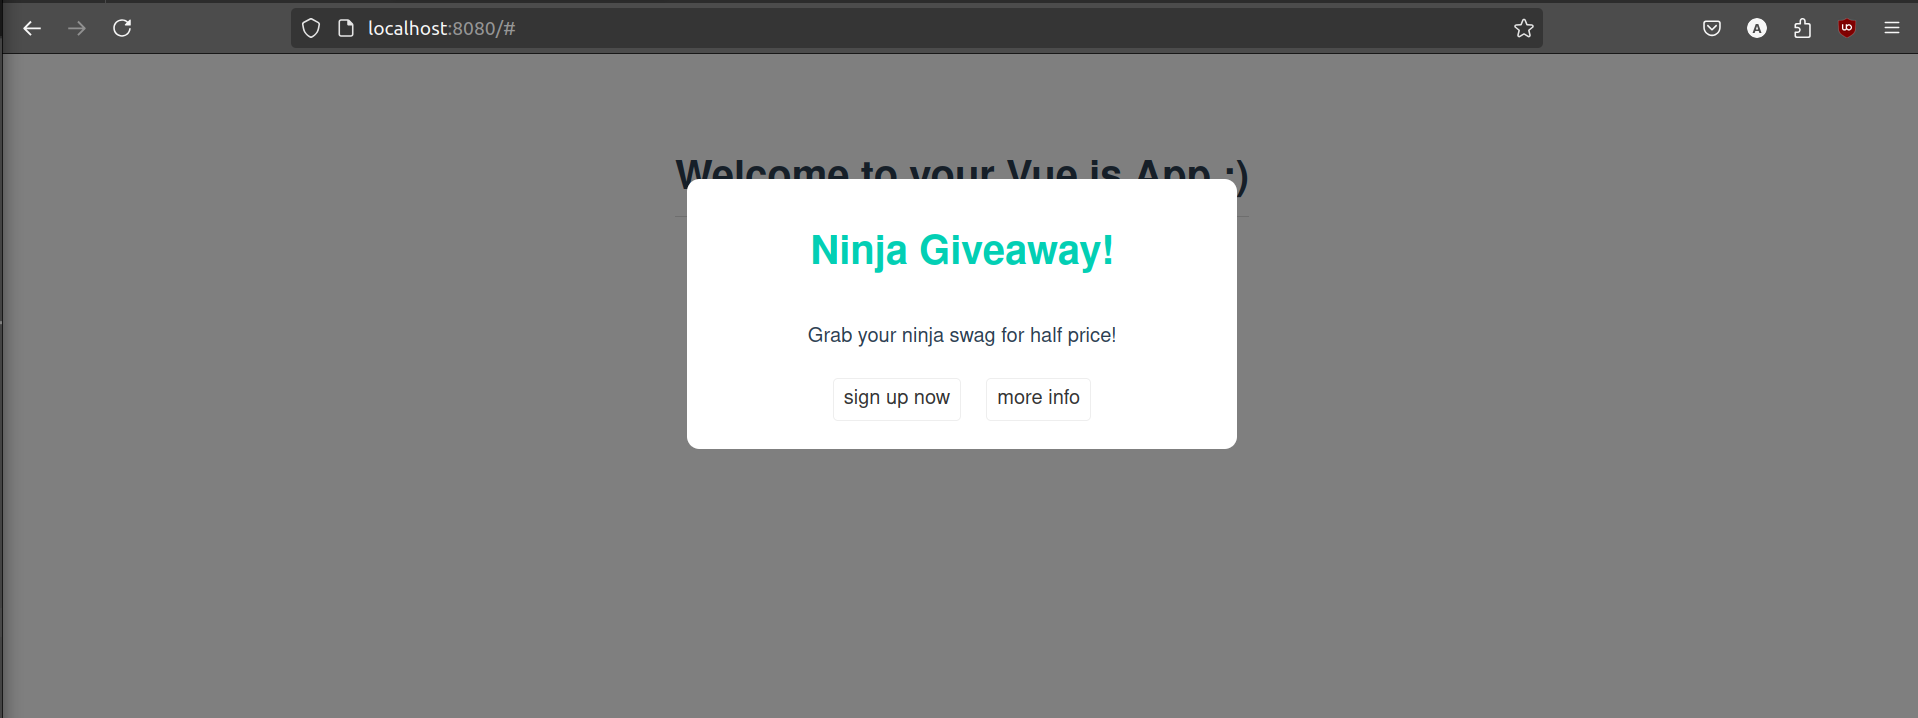 localhost:8080/#
A
Welcome to your Vue js App :)
Ninja Giveaway!
Grab your ninja swag for half price!
sign up now
more info